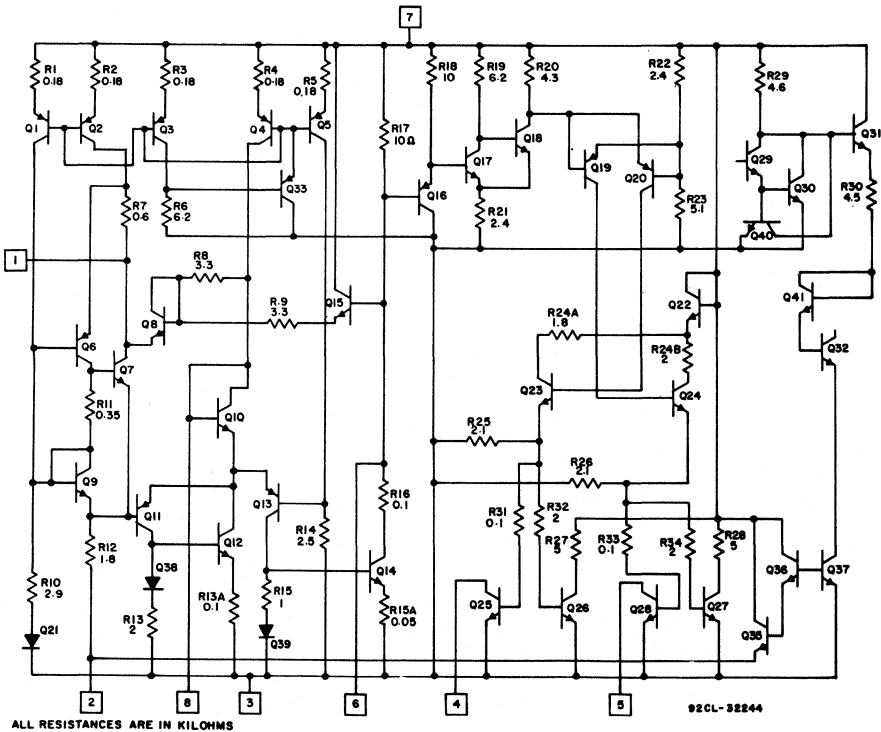 7
R1
0.18
R2
0.18
R3
0.18
R4
0.18
R5
0.18
R18
10
R19
6.2
R20
4.3
R22
2.4
R29
4.6
Q1
Q2
Q3
Q4
Q5
R17
10Ω
Q17
Q18
Q31
Q33
Q16
Q19
Q20
Q29
Q30
R7
0.6
R6
6.2
R21
2.4
R23
5.1
R30
4.5
Q40
1
R8
3.3
R9
3.3
Q15
Q8
Q22
Q41
R24A
1.8
R24B
2
Q6
Q7
Q23
Q24
Q32
R11
0.35
Q10
R25
2.1
R26
2.1
Q9
Q13
R16
0.1
R31
0.1
R32
2
R33
0.1
R34
2
R28
5
Q11
Q12
R14
2.5
R27
5
R12
1.8
Q38
Q14
Q36
Q37
R10
2.9
R13
2
R13A
0.1
R15
1
R15A
0.05
Q25
Q26
Q28
Q27
Q35
Q21
Q39
2
8
3
6
4
5
92CL-32244
ALL RESISTANCES ARE IN KILOHMS